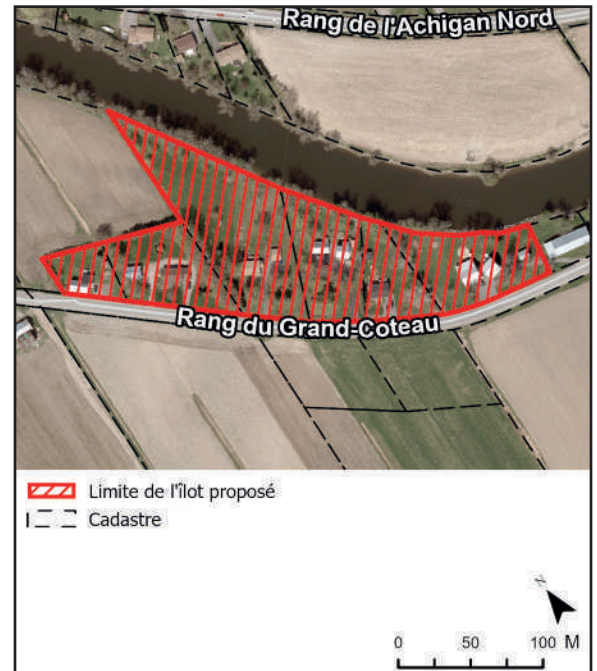 Rang de l'Achigan Nord
Rang du Grand-Coteau
Limite de l'îlot proposé
Cadastre
N
0 50 100 M